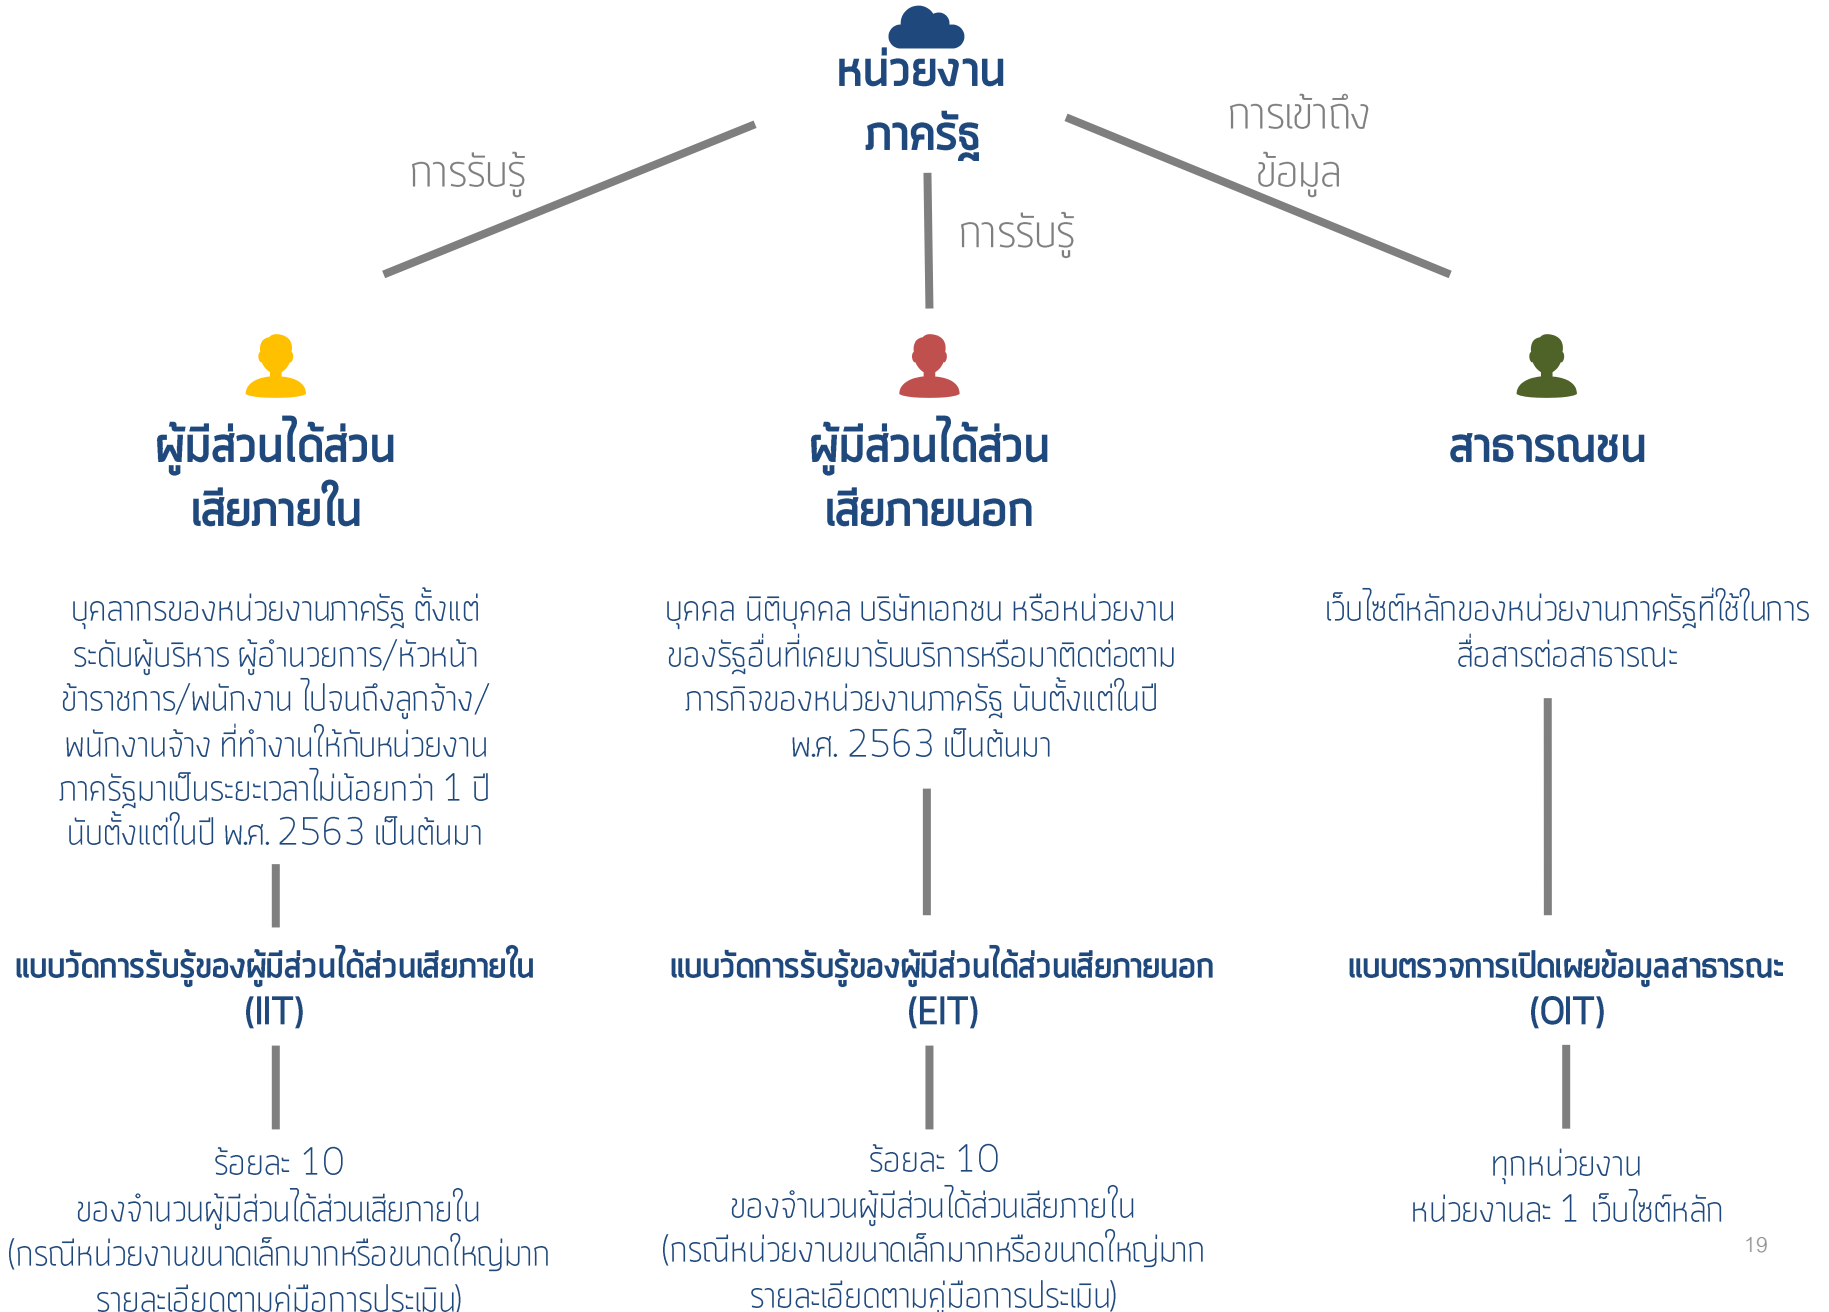 หน่วยงาน
ภาครัฐ
การรับรู้
การรับรู้
การเข้าถึง
ข้อมูล
ผู้มีส่วนได้ส่วน
เสียภายใน
บุคลากรของหน่วยงานภาครัฐ ตั้งแต่
ระดับผู้บริหาร ผู้อำนวยการ/หัวหน้า
ข้าราชการ/พนักงาน ไปจนถึงลูกจ้าง/
พนักงานจ้าง ที่ทำงานให้กับหน่วยงาน
ภาครัฐมาเป็นระยะเวลาไม่น้อยกว่า 1 ปี
นับตั้งแต่ในปี พ.ศ. 2563 เป็นต้นมา
แบบวัดการรับรู้ของผู้มีส่วนได้ส่วนเสียภายใน
(IIT)
ร้อยละ 10
ของจำนวนผู้มีส่วนได้ส่วนเสียภายใน
(กรณีหน่วยงานขนาดเล็กมากหรือขนาดใหญ่มาก
รายละเอียดตามคู่มือการประเมิน)
ผู้มีส่วนได้ส่วน
เสียภายนอก
บุคคล นิติบุคคล บริษัทเอกชน หรือหน่วยงาน
ของรัฐอื่นที่เคยมารับบริการหรือมาติดต่อตาม
ภารกิจของหน่วยงานภาครัฐ นับตั้งแต่ในปี
พ.ศ. 2563 เป็นต้นมา
แบบวัดการรับรู้ของผู้มีส่วนได้ส่วนเสียภายนอก
(EIT)
ร้อยละ 10
ของจำนวนผู้มีส่วนได้ส่วนเสียภายใน
(กรณีหน่วยงานขนาดเล็กมากหรือขนาดใหญ่มาก
รายละเอียดตามคู่มือการประเมิน)
สาธารณชน
เว็บไซต์หลักของหน่วยงานภาครัฐที่ใช้ในการ
สื่อสารต่อสาธารณะ
แบบตรวจการเปิดเผยข้อมูลสาธารณะ
(OIT)
ทุกหน่วยงาน
หน่วยงานละ 1 เว็บไซต์หลัก
19